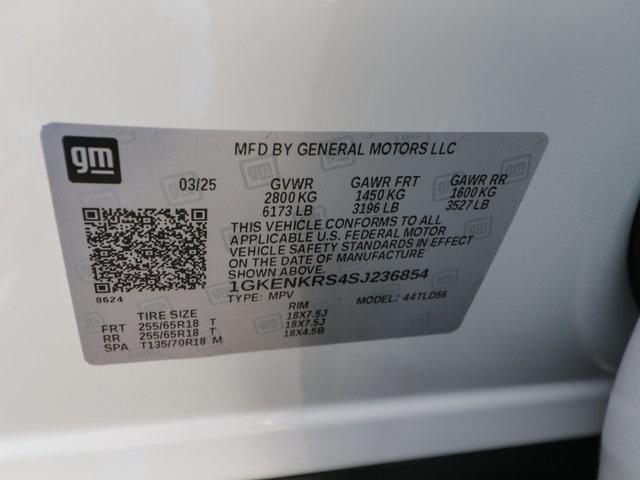 gm
MFD BY GENERAL MOTORS LLC
03/25 GVWR GAWR FRT GAWR RR
2800 KG 1450 KG 1600 KG
6173 LB 3196 LB 3527 LB
THIS VEHICLE CONFORMS TO ALL
APPLICABLE U.S. FEDERAL MOTOR
VEHICLE SAFETY STANDARDS IN EFFECT
ON THE DATE OF MANUFACTURE
SHOWN ABOVE.
8624 1GKENKRS4SJ236854
TYPE: MPV MODEL: 44TLO56
TIRE SIZE RIM
FRT 255/65R18 T 18X7.5J
RR 255/65R18 T 18X7.5J
SPA T135/70R18 M 18X4.5B